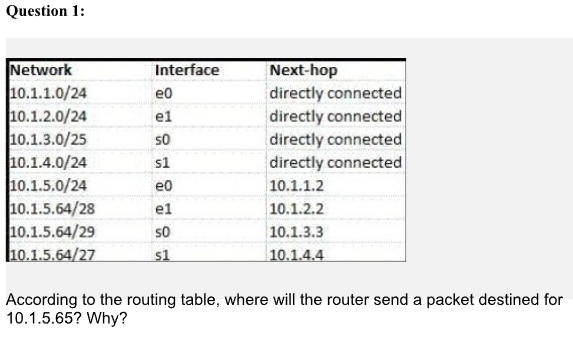 Question 1:
Network Interface Next-hop
10.1.1.0/24 e0 directly connected
10.1.2.0/24 e1 directly connected
10.1.3.0/25 s0 directly connected
10.1.4.0/24 s1 directly connected
10.1.5.0/24 e0 10.1.1.2
10.1.5.64/28 e1 10.1.2.2
10.1.5.64/29 s0 10.1.3.3
10.1.5.64/27 s1 10.1.4.4
According to the routing table, where will the router send a packet destined for
10.1.5.65? Why?